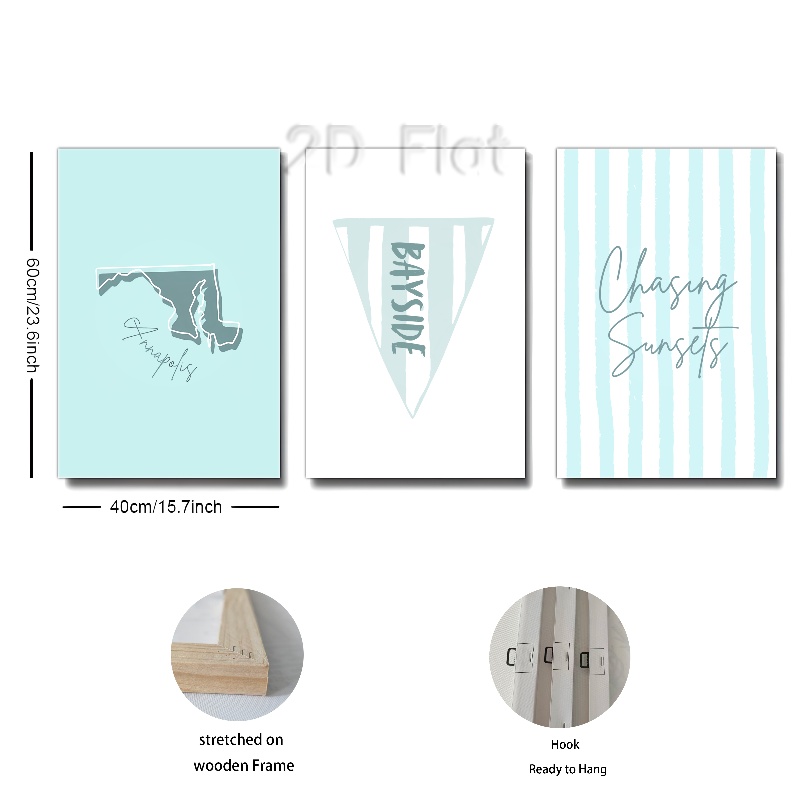 2D Flat
60cm/23.6inch
Annapolis
BAYSIDE
Chasing
Sunsets
40cm/15.7inch
stretched on
wooden Frame
Hook
Ready to Hang